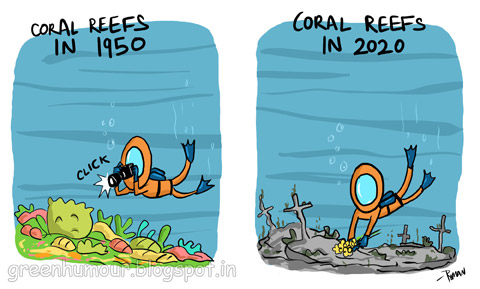 CORAL REEFS
IN 1950
CLICK
greenhumour.blogspot.in
CORAL REEFS
IN 2020